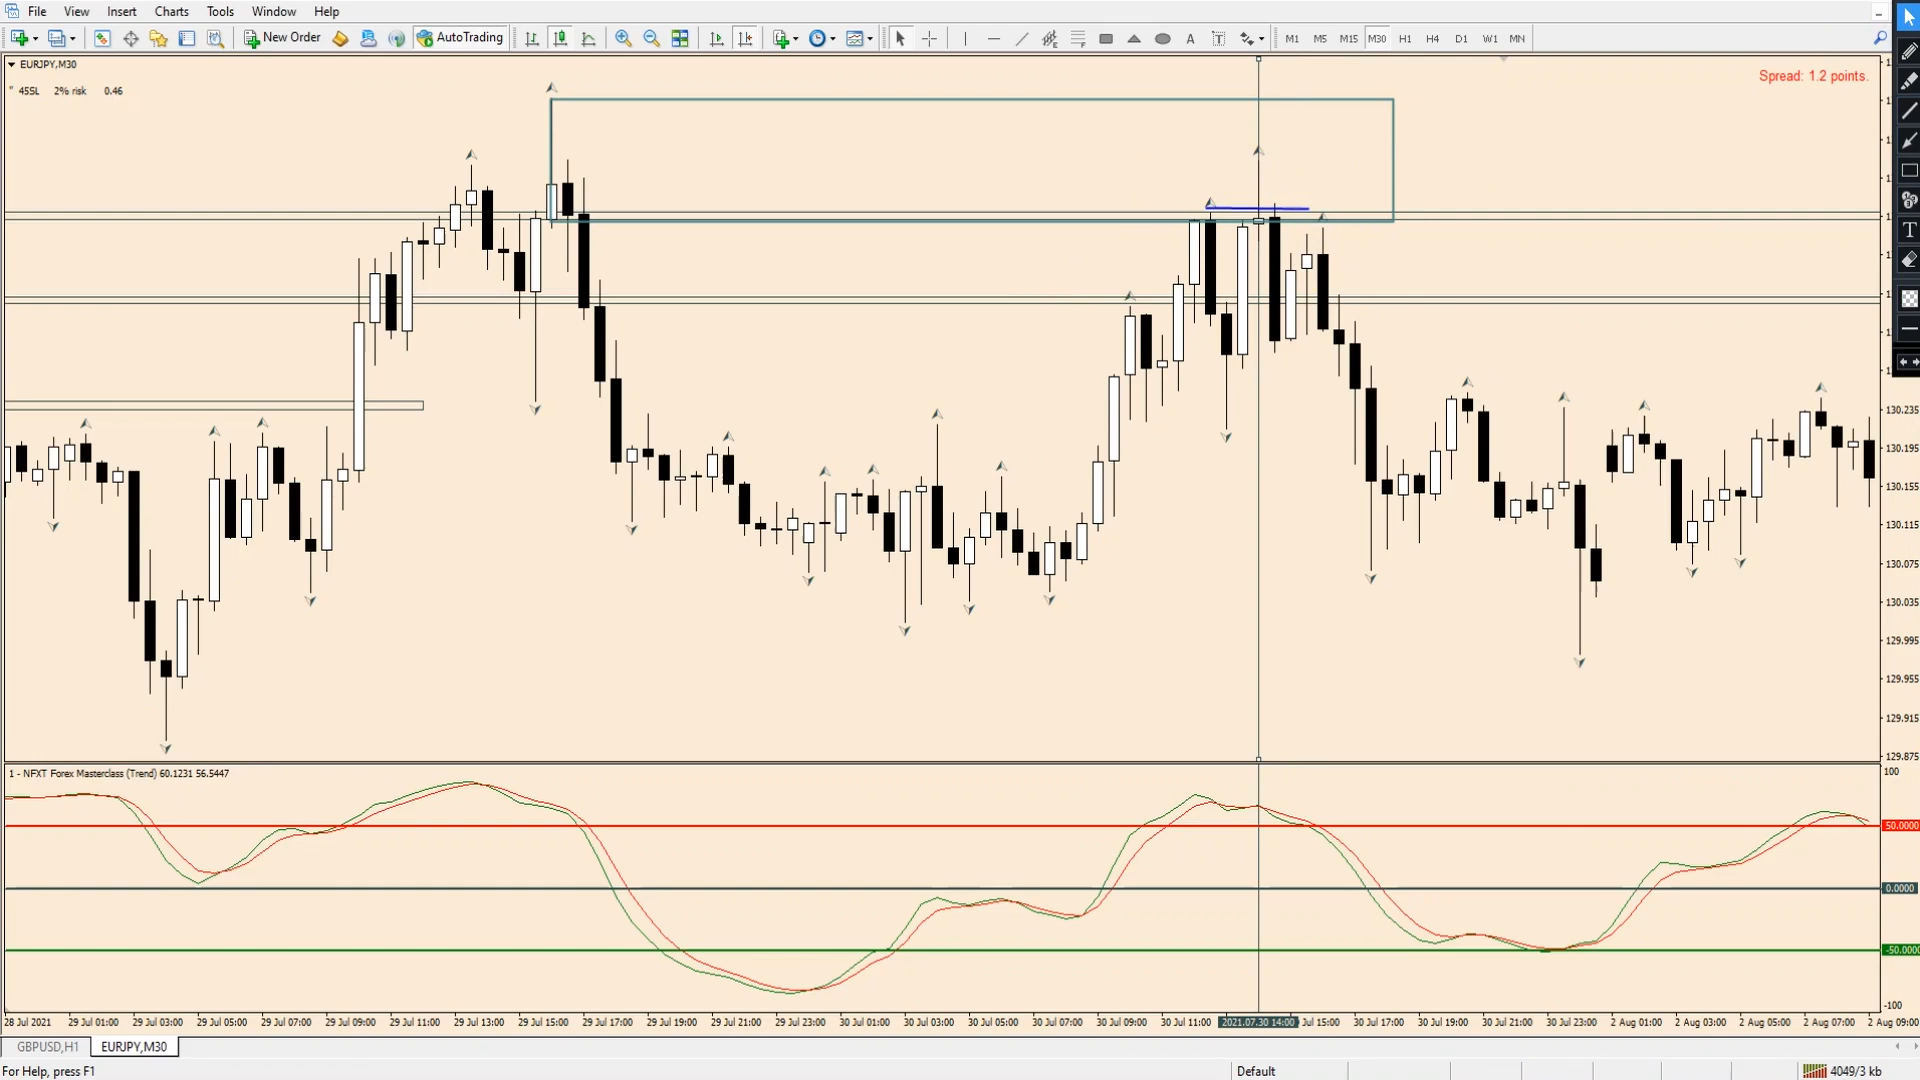 File View Insert Charts Tools Window Help
New Order AutoTrading A T M1 M5 M15 M30 H1 H4 D1 W1 MN
EURJPY,M30
Spread: 1.2 points.
" 45SL 2% risk 0.46
T
130.235
130.195
130.155
130.115
130.075
130.035
129.995
129.955
129.915
129.875
1 - NFXT Forex Masterclass (Trend) 60.1231 56.5447
100
50.0000
0.0000
-50.0000
-100
28 Jul 2021 29 Jul 01:00 29 Jul 03:00 29 Jul 05:00 29 Jul 07:00 29 Jul 09:00 29 Jul 11:00 29 Jul 13:00 29 Jul 15:00 29 Jul 17:00 29 Jul 19:00 29 Jul 21:00 29 Jul 23:00 30 Jul 01:00 30 Jul 03:00 30 Jul 05:00 30 Jul 07:00 30 Jul 09:00 30 Jul 11:00 2021.07.30 14:00 Jul 15:00 30 Jul 17:00 30 Jul 19:00 30 Jul 21:00 30 Jul 23:00 2 Aug 01:00 2 Aug 03:00 2 Aug 05:00 2 Aug 07:00 2 Aug 09:00
GBPUSD,H1 EURJPY,M30
For Help, press F1 Default 4049/3 kb